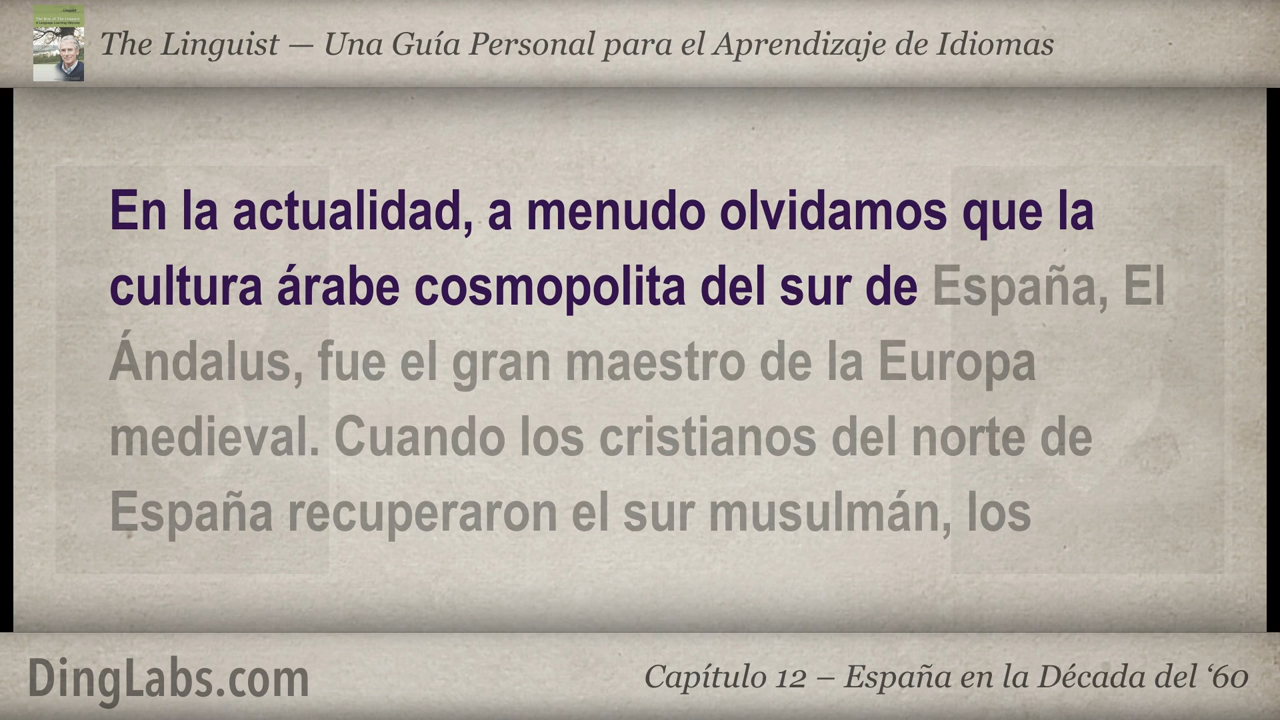 The Linguist — Una Guía Personal para el Aprendizaje de Idiomas
En la actualidad, a menudo olvidamos que la
cultura árabe cosmopolita del sur de España, El
Ándalus, fue el gran maestro de la Europa
medieval. Cuando los cristianos del norte de
España recuperaron el sur musulmán, los
DingLabs.com
Capítulo 12 – España en la Década del ‘60